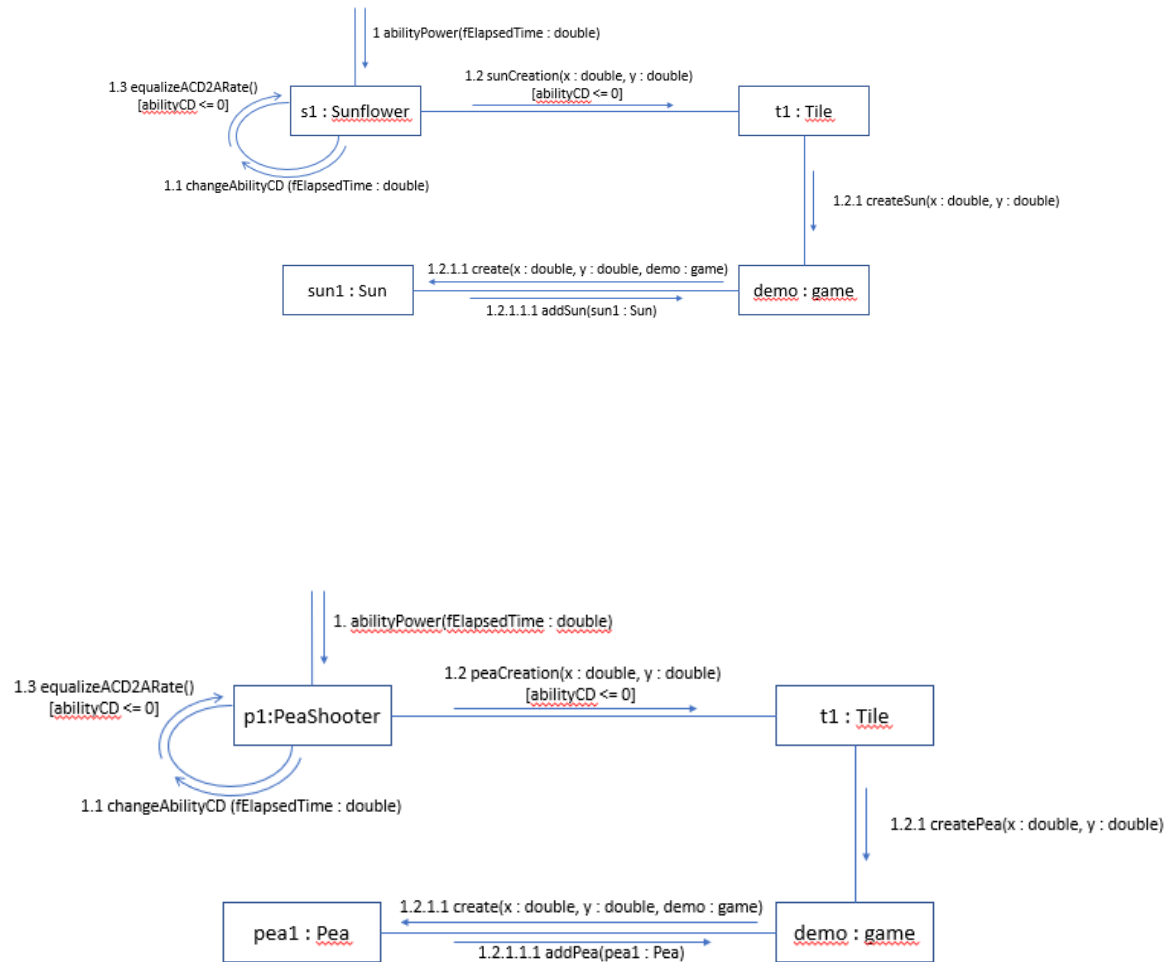 1 abilityPower(fElapsedTime : double)
1.3 equalizeACD2ARate()
[abilityCD <= 0]
1.2 sunCreation(x : double, y : double)
[abilityCD <= 0]
s1 : Sunflower
t1 : Tile
1.1 changeAbilityCD (fElapsedTime : double)
1.2.1 createSun(x : double, y : double)
1.2.1.1 create(x : double, y : double, demo : game)
sun1 : Sun
demo : game
1.2.1.1.1 addSun(sun1 : Sun)
1. abilityPower(fElapsedTime : double)
1.3 equalizeACD2ARate()
[abilityCD <= 0]
1.2 peaCreation(x : double, y : double)
[abilityCD <= 0]
p1:PeaShooter
t1 : Tile
1.1 changeAbilityCD (fElapsedTime : double)
1.2.1 createPea(x : double, y : double)
1.2.1.1 create(x : double, y : double, demo : game)
pea1 : Pea
demo : game
1.2.1.1.1 addPea(pea1 : Pea)